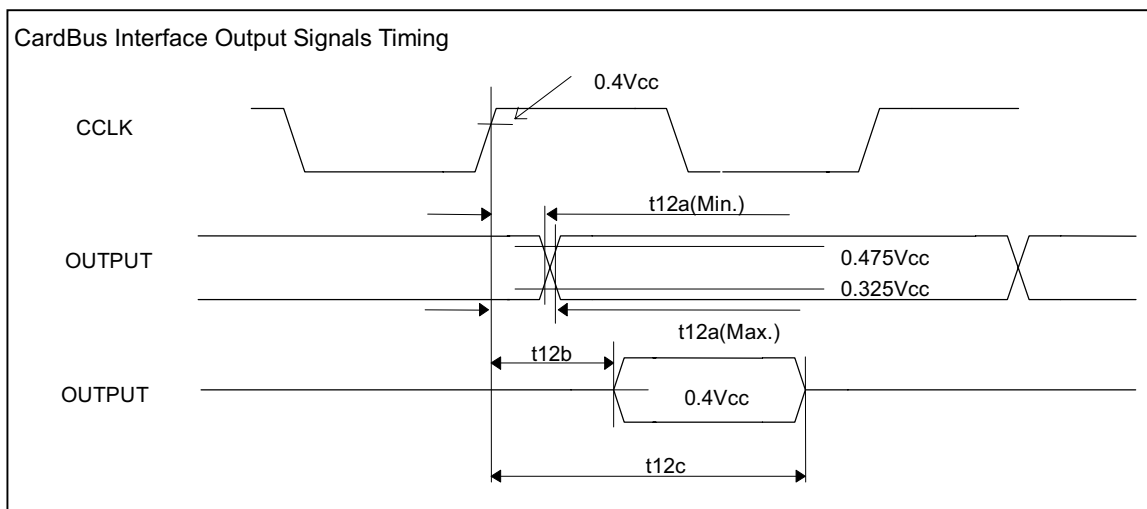 CardBus Interface Output Signals Timing
0.4Vcc
CCLK
t12a(Min.)
OUTPUT
0.475Vcc
0.325Vcc
t12a(Max.)
t12b
OUTPUT
0.4Vcc
t12c